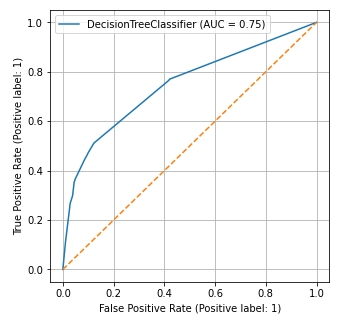 DecisionTreeClassifier (AUC = 0.75)
1.0
0.8
0.6
0.4
0.2
0.0
True Positive Rate (Positive label: 1)
0.0 0.2 0.4 0.6 0.8 1.0
False Positive Rate (Positive label: 1)